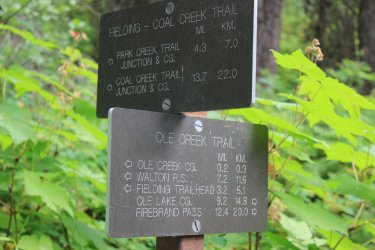 FIELDING - COAL CREEK TRAIL
MI. KM.
PARK CREEK TRAIL 4.3 7.0
JUNCTION & CG.
COAL CREEK TRAIL 13.7 22.0
JUNCTION & CG.
OLE CREEK TRAIL
MI. KM.
OLE CREEK CG. 0.2 0.3
WALTON R.S. 7.2 11.6
FIELDING TRAILHEAD 3.2 5.1
OLE LAKE CG. 9.2 14.8
FIREBRAND PASS 12.4 20.0